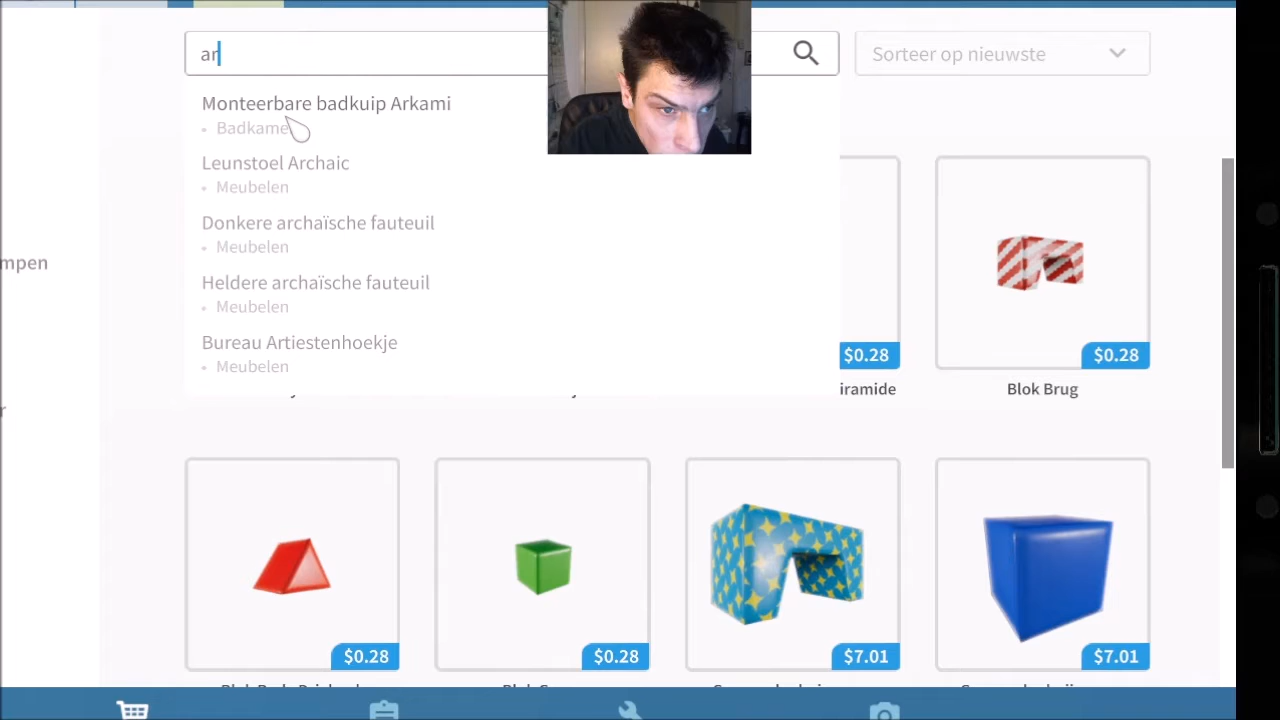 ar
Sorteer op nieuwste
Monteerbare badkuip Arkami
Badkame
Leunstoel Archaic
Meubelen
Donkere archaïsche fauteuil
Meubelen
Heldere archaïsche fauteuil
Meubelen
Bureau Artiestenhoekje
Meubelen
mpen
$0.28
$0.28
iramide
Blok Brug
$0.28
$0.28
$7.01
$7.01